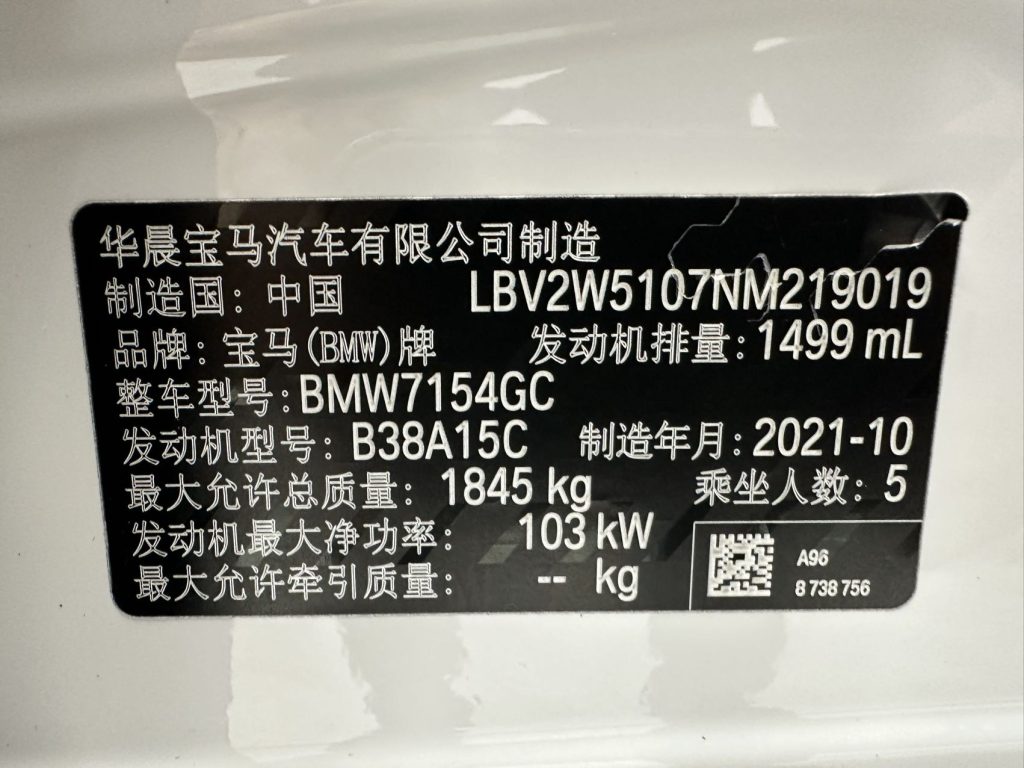 华晨宝马汽车有限公司制造
制造国：中国 LBV2W5107NM219019
品牌：宝马(BMW)牌 发动机排量：1499 mL
整车型号：BMW7154GC
发动机型号：B38A15C 制造年月：2021-10
最大允许总质量：1845 kg 乘坐人数：5
发动机最大净功率：103 kW
最大允许牵引质量：-- kg
A96
8 738 756